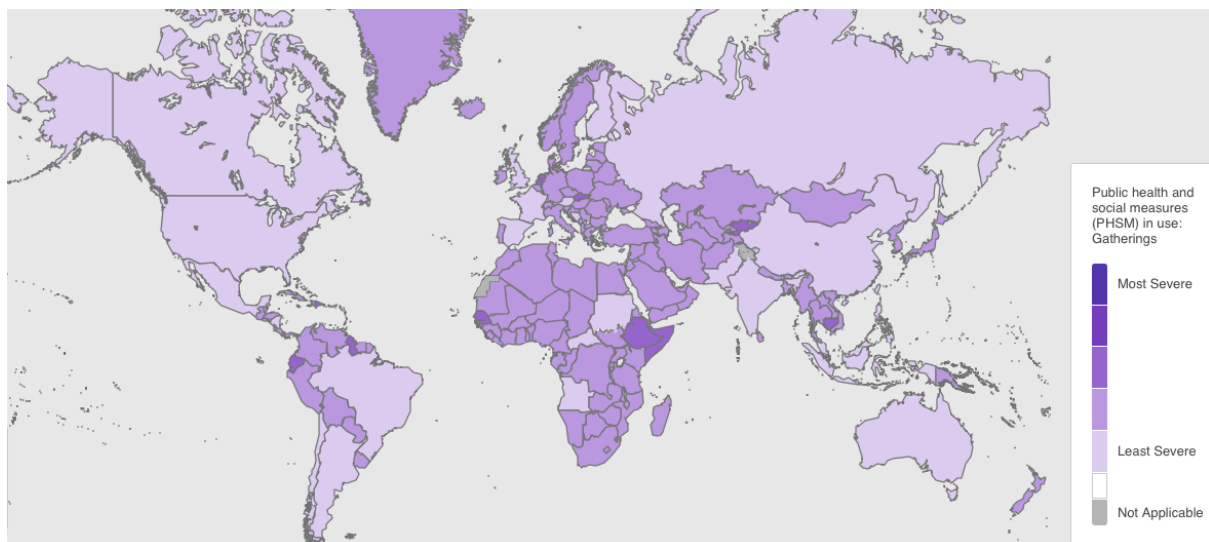 Public health and
social measures
(PHSM) in use:
Gatherings
Most Severe
Least Severe
Not Applicable